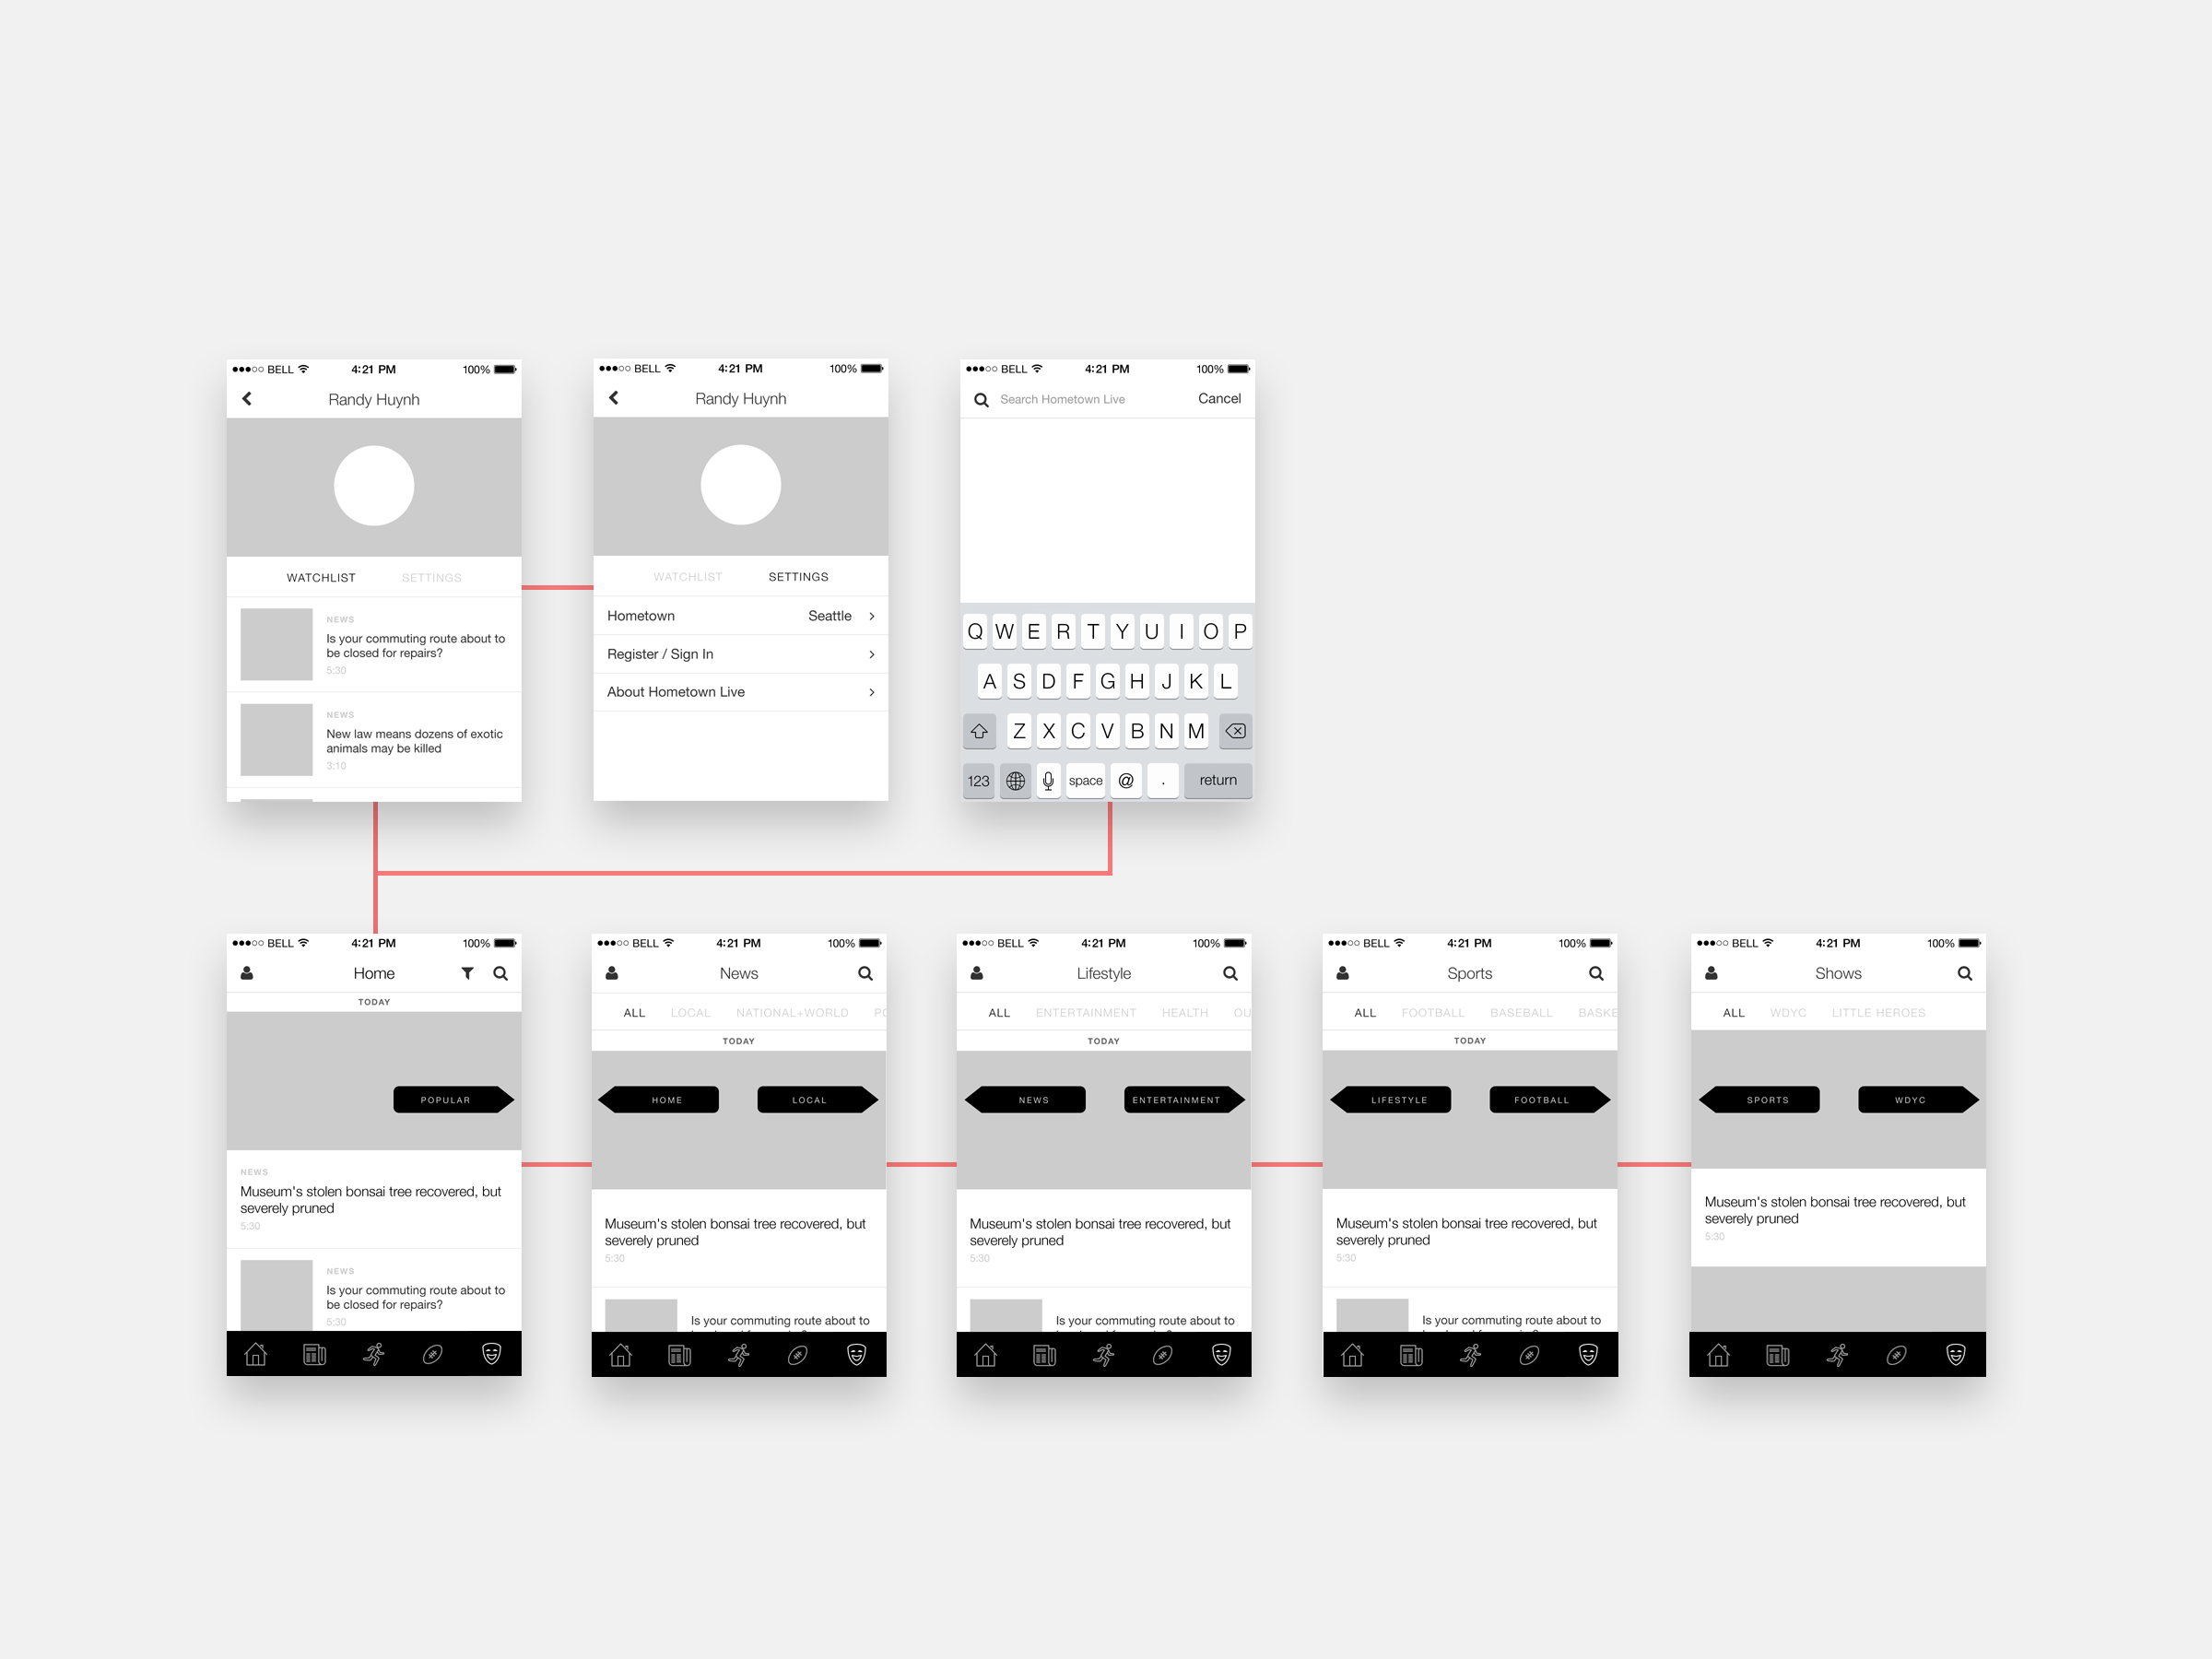 BELL 4:21 PM 100%
Randy Huynh
WATCHLIST SETTINGS
NEWS
Is your commuting route about to
be closed for repairs?
5:30
NEWS
New law means dozens of exotic
animals may be killed
3:10
BELL 4:21 PM 100%
Randy Huynh
WATCHLIST SETTINGS
Hometown Seattle
Register / Sign In
About Hometown Live
BELL 4:21 PM 100%
Search Hometown Live Cancel
Q W E R T Y U I O P
A S D F G H J K L
Z X C V B N M
123 space @ . return
BELL 4:21 PM 100%
Home
TODAY
POPULAR
NEWS
Museum's stolen bonsai tree recovered, but
severely pruned
5:30
NEWS
Is your commuting route about to
be closed for repairs?
5:30
BELL 4:21 PM 100%
News
ALL LOCAL NATIONAL+WORLD PO
TODAY
HOME LOCAL
Museum's stolen bonsai tree recovered, but
severely pruned
5:30
Is your commuting route about to
BELL 4:21 PM 100%
Lifestyle
ALL ENTERTAINMENT HEALTH OU
TODAY
NEWS ENTERTAINMENT
Museum's stolen bonsai tree recovered, but
severely pruned
5:30
Is your commuting route about to
BELL 4:21 PM 100%
Sports
ALL FOOTBALL BASEBALL BASKE
TODAY
LIFESTYLE FOOTBALL
Museum's stolen bonsai tree recovered, but
severely pruned
5:30
Is your commuting route about to
BELL 4:21 PM 100%
Shows
ALL WDYC LITTLE HEROES
SPORTS WDYC
Museum's stolen bonsai tree recovered, but
severely pruned
5:30